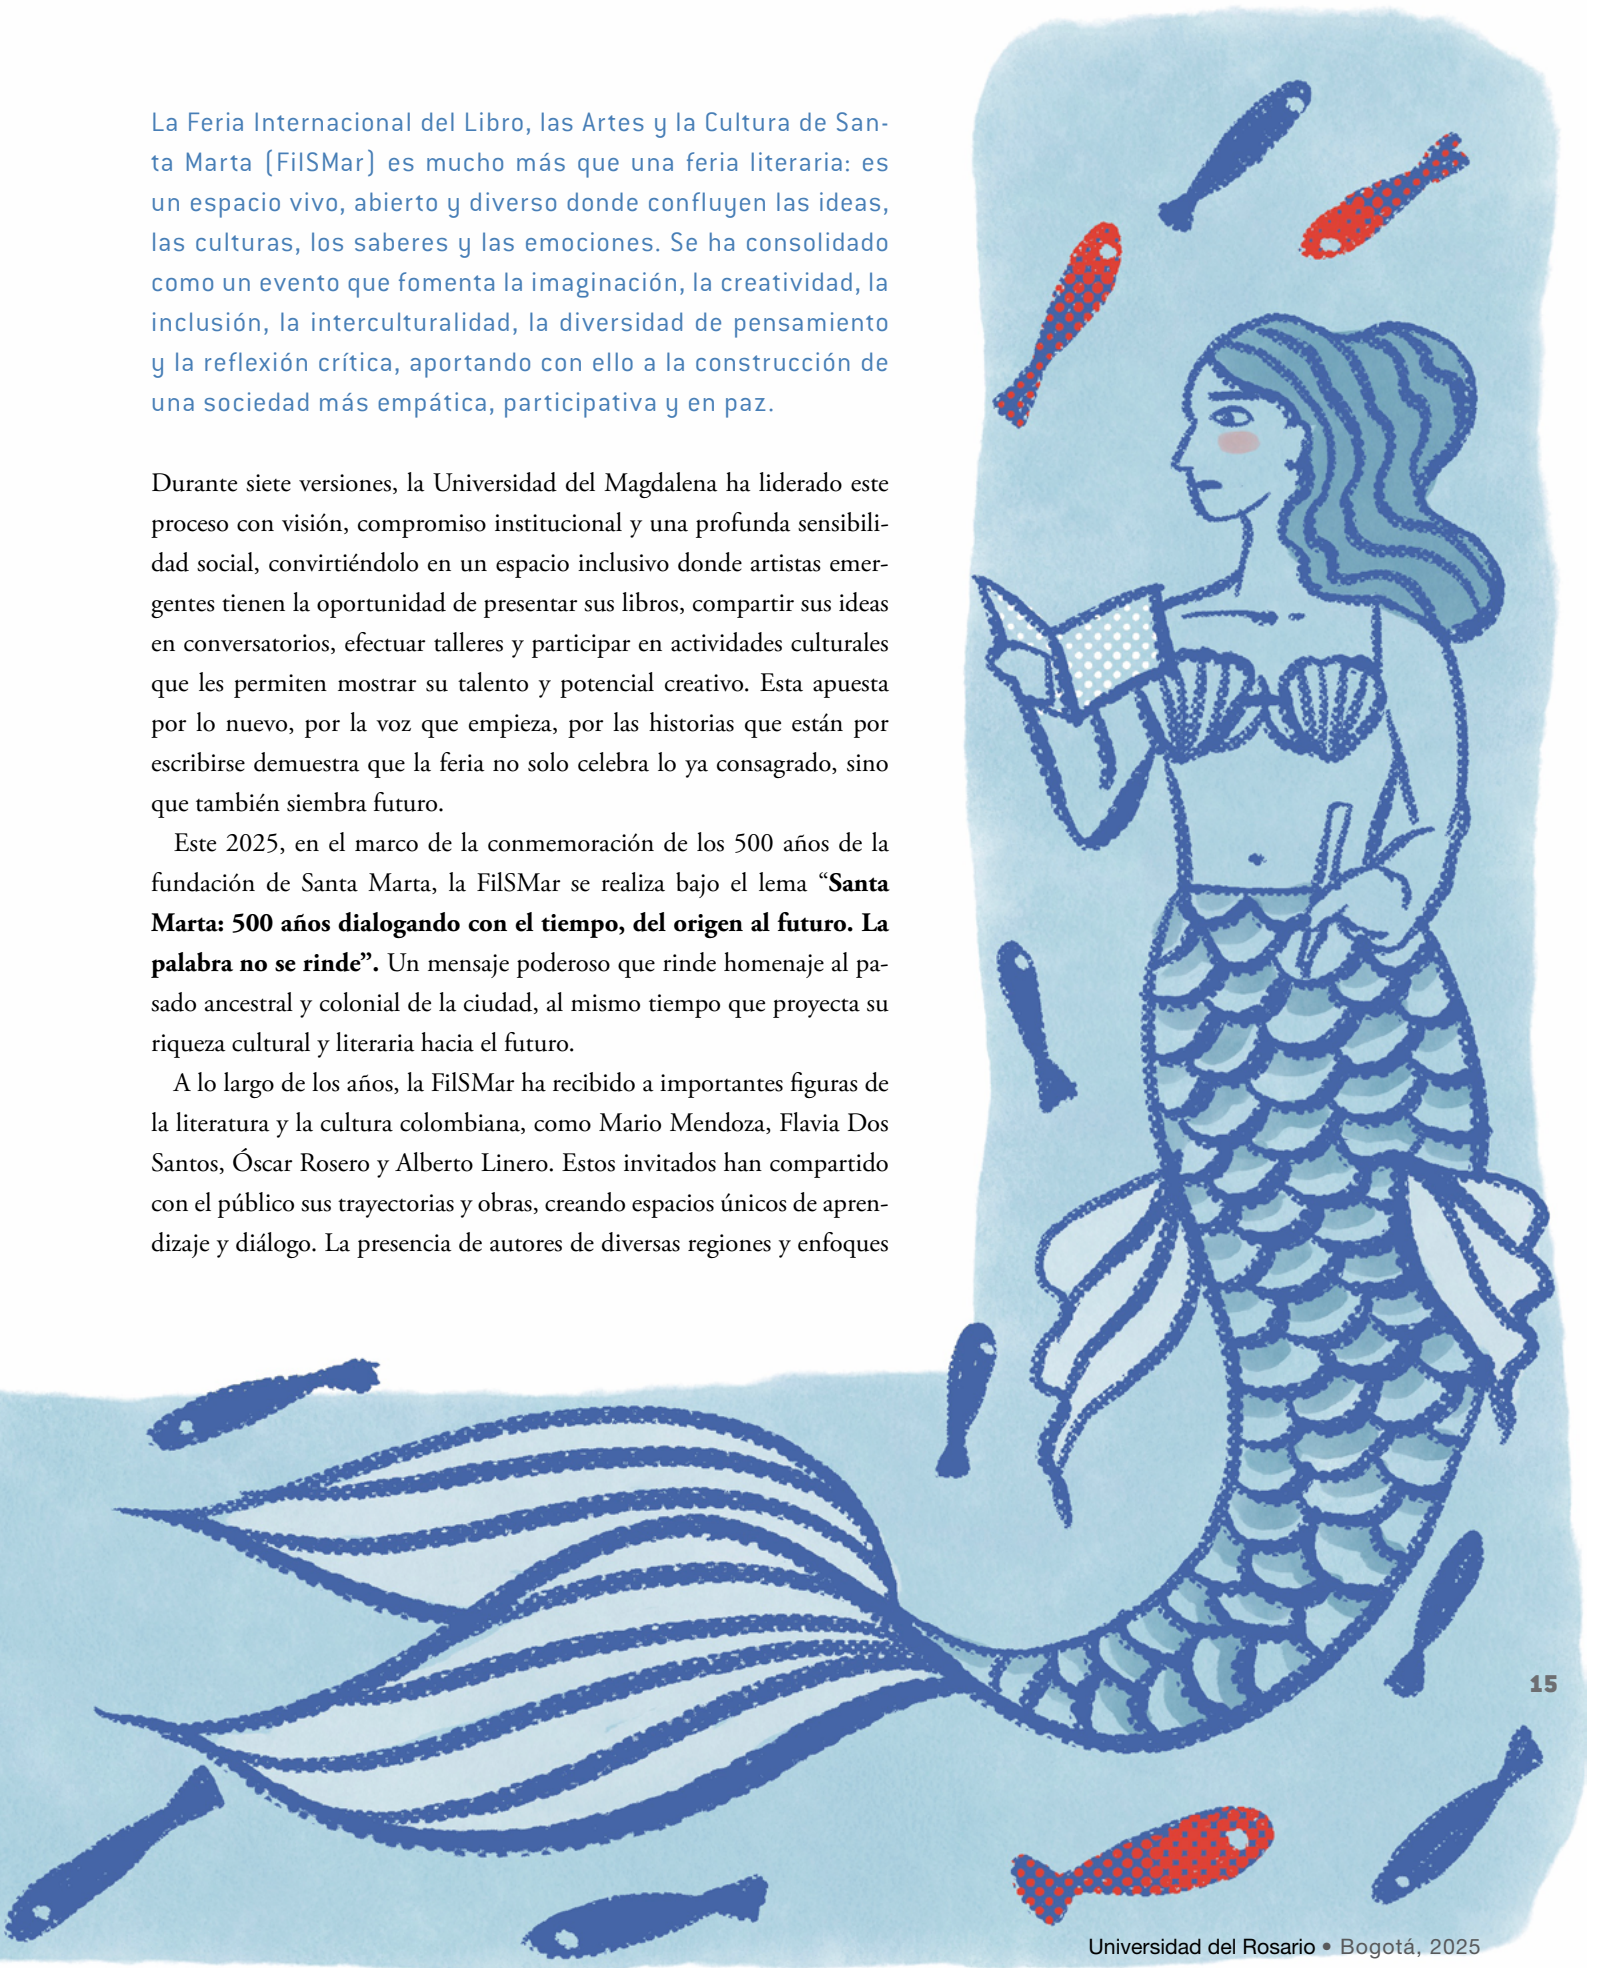 La Feria Internacional del Libro, las Artes y la Cultura de San-
ta Marta (FilSMar) es mucho más que una feria literaria: es
un espacio vivo, abierto y diverso donde confluyen las ideas,
las culturas, los saberes y las emociones. Se ha consolidado
como un evento que fomenta la imaginación, la creatividad, la
inclusión, la interculturalidad, la diversidad de pensamiento
y la reflexión crítica, aportando con ello a la construcción de
una sociedad más empática, participativa y en paz.
Durante siete versiones, la Universidad del Magdalena ha liderado este
proceso con visión, compromiso institucional y una profunda sensibili-
dad social, convirtiéndolo en un espacio inclusivo donde artistas emer-
gentes tienen la oportunidad de presentar sus libros, compartir sus ideas
en conversatorios, efectuar talleres y participar en actividades culturales
que les permiten mostrar su talento y potencial creativo. Esta apuesta
por lo nuevo, por la voz que empieza, por las historias que están por
escribirse demuestra que la feria no solo celebra lo ya consagrado, sino
que también siembra futuro.
Este 2025, en el marco de la conmemoración de los 500 años de la
fundación de Santa Marta, la FilSMar se realiza bajo el lema “Santa
Marta: 500 años dialogando con el tiempo, del origen al futuro. La
palabra no se rinde”. Un mensaje poderoso que rinde homenaje al pa-
sado ancestral y colonial de la ciudad, al mismo tiempo que proyecta su
riqueza cultural y literaria hacia el futuro.
A lo largo de los años, la FilSMar ha recibido a importantes figuras de
la literatura y la cultura colombiana, como Mario Mendoza, Flavia Dos
Santos, Óscar Rosero y Alberto Linero. Estos invitados han compartido
con el público sus trayectorias y obras, creando espacios únicos de apren-
dizaje y diálogo. La presencia de autores de diversas regiones y enfoques
15
Universidad del Rosario • Bogotá, 2025